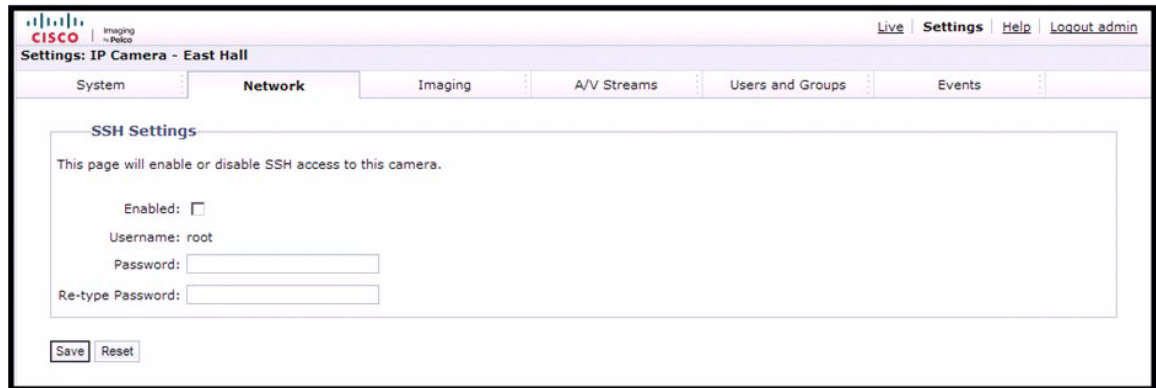 CISCO Imaging by Pelco
Live Settings Help Logout admin
Settings: IP Camera - East Hall
System Network Imaging A/V Streams Users and Groups Events
SSH Settings
This page will enable or disable SSH access to this camera.
Enabled:
Username: root
Password:
Re-type Password:
Save Reset